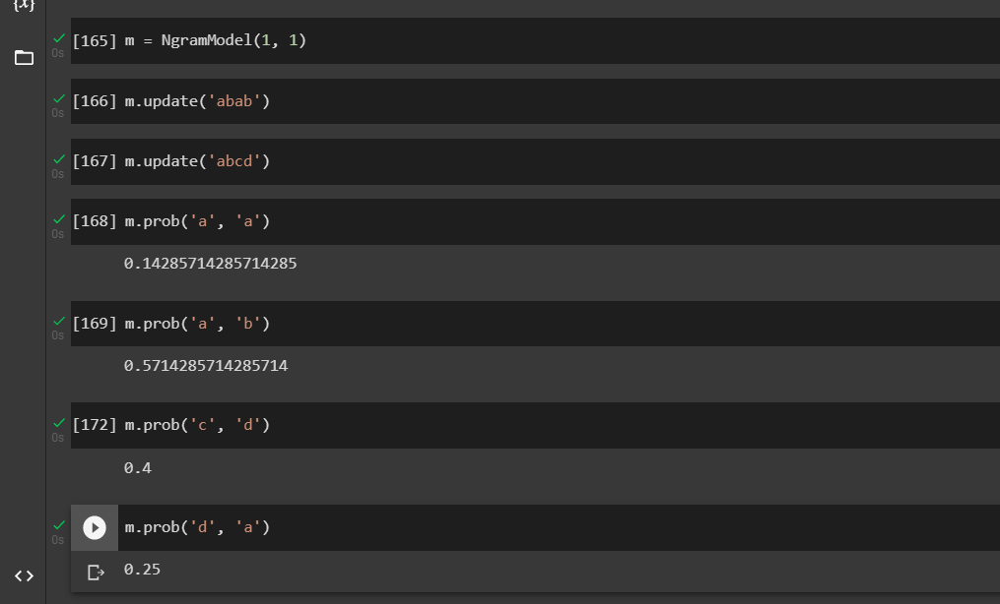 {x}
[165] m = NgramModel(1, 1)
0s
[166] m.update('abab')
0s
[167] m.update('abcd')
0s
[168] m.prob('a', 'a')
0s
0.14285714285714285
[169] m.prob('a', 'b')
0s
0.5714285714285714
[172] m.prob('c', 'd')
0s
0.4
m.prob('d', 'a')
0s
0.25